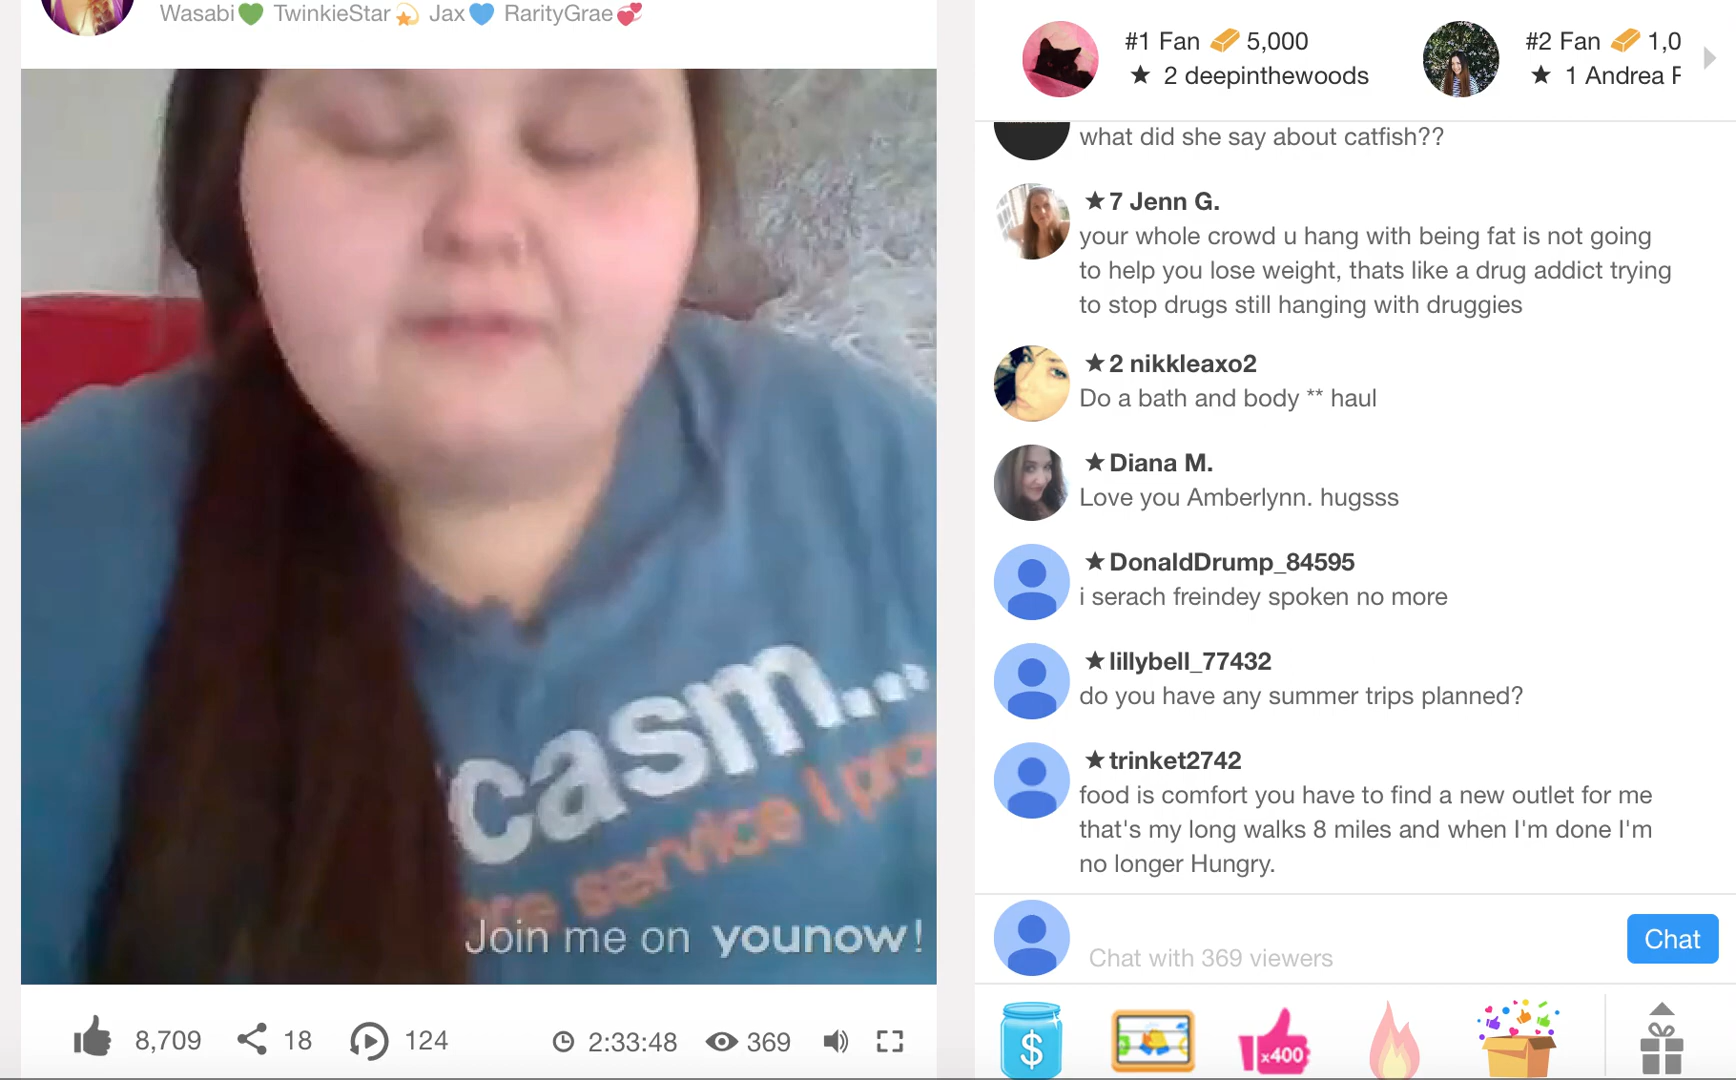 Wasabi💚 TwinkieStar💫 Jax💙 RarityGrae💞
#1 Fan 5,000
★ 2 deepinthewoods
#2 Fan 1,0
★ 1 Andrea F
what did she say about catfish??
★7 Jenn G.
your whole crowd u hang with being fat is not going
to help you lose weight, thats like a drug addict trying
to stop drugs still hanging with druggies
★2 nikkleaxo2
Do a bath and body ** haul
★Diana M.
Love you Amberlynn. hugsss
★DonaldDrump_84595
i serach freindey spoken no more
★lillybell_77432
do you have any summer trips planned?
★trinket2742
food is comfort you have to find a new outlet for me
that's my long walks 8 miles and when I'm done I'm
no longer Hungry.
Chat with 369 viewers
Chat
$
x400
casm...
service I pro
Join me on younow!
8,709 18 124 2:33:48 369